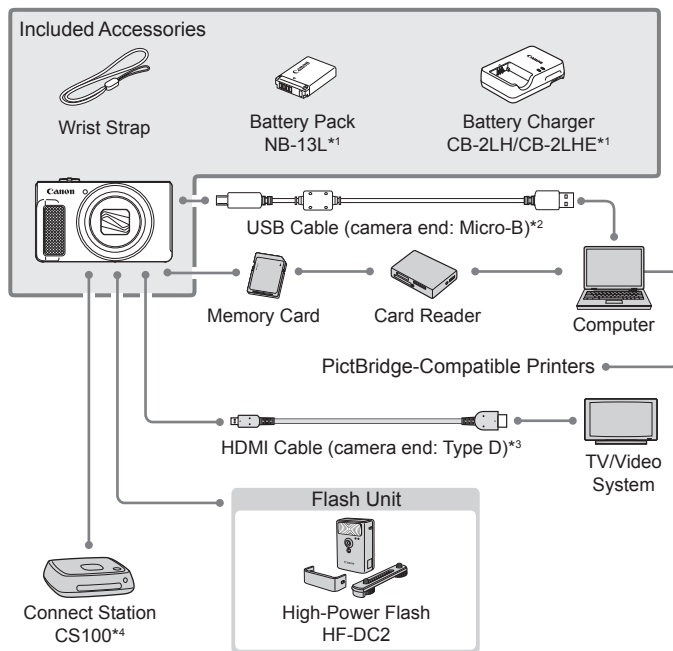 Included Accessories
Wrist Strap
Battery Pack
NB-13L*1
Battery Charger
CB-2LH/CB-2LHE*1
Canon
USB Cable (camera end: Micro-B)*2
Memory Card
Card Reader
Computer
PictBridge-Compatible Printers
HDMI Cable (camera end: Type D)*3
TV/Video
System
Flash Unit
High-Power Flash
HF-DC2
Connect Station
CS100*4